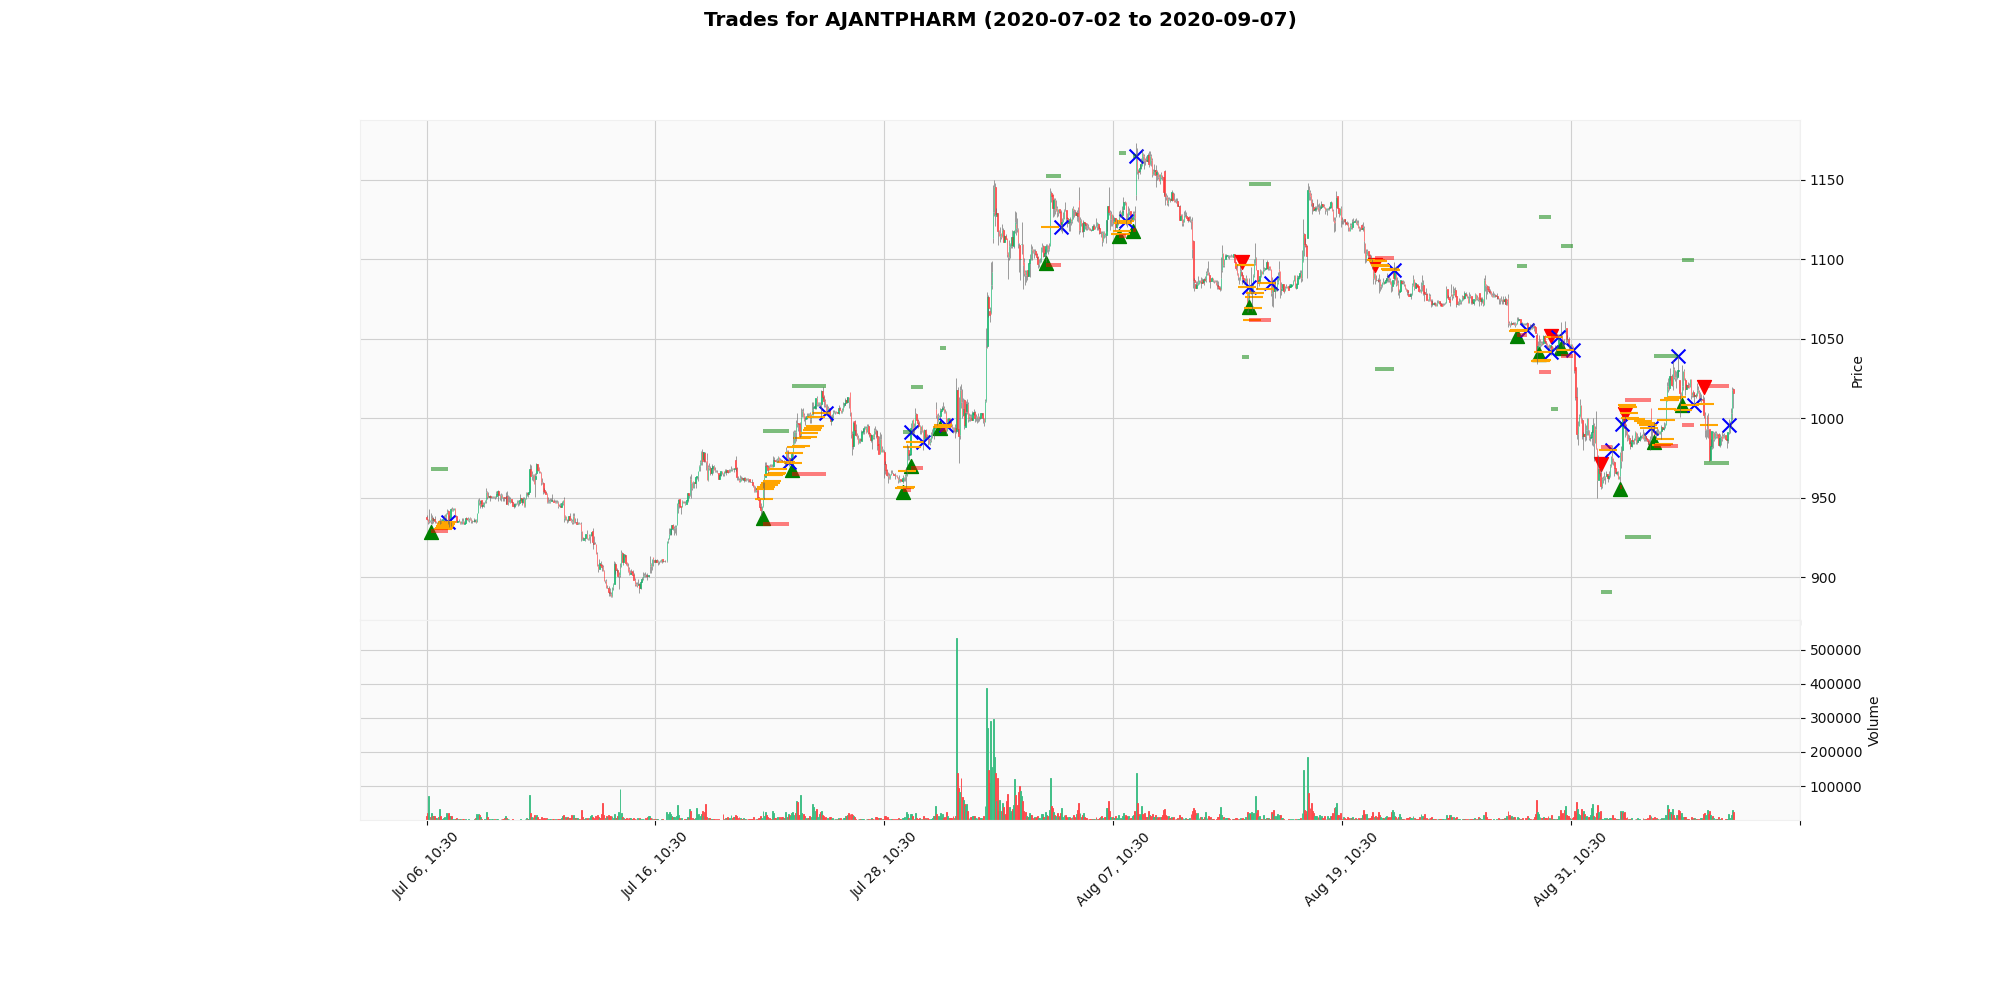 Trades for AJANTPHARM (2020-07-02 to 2020-09-07)
1150
1100
1050
1000
950
900
Price
500000
400000
300000
200000
100000
Volume
Jul 06, 10:30
Jul 16, 10:30
Jul 28, 10:30
Aug 07, 10:30
Aug 19, 10:30
Aug 31, 10:30